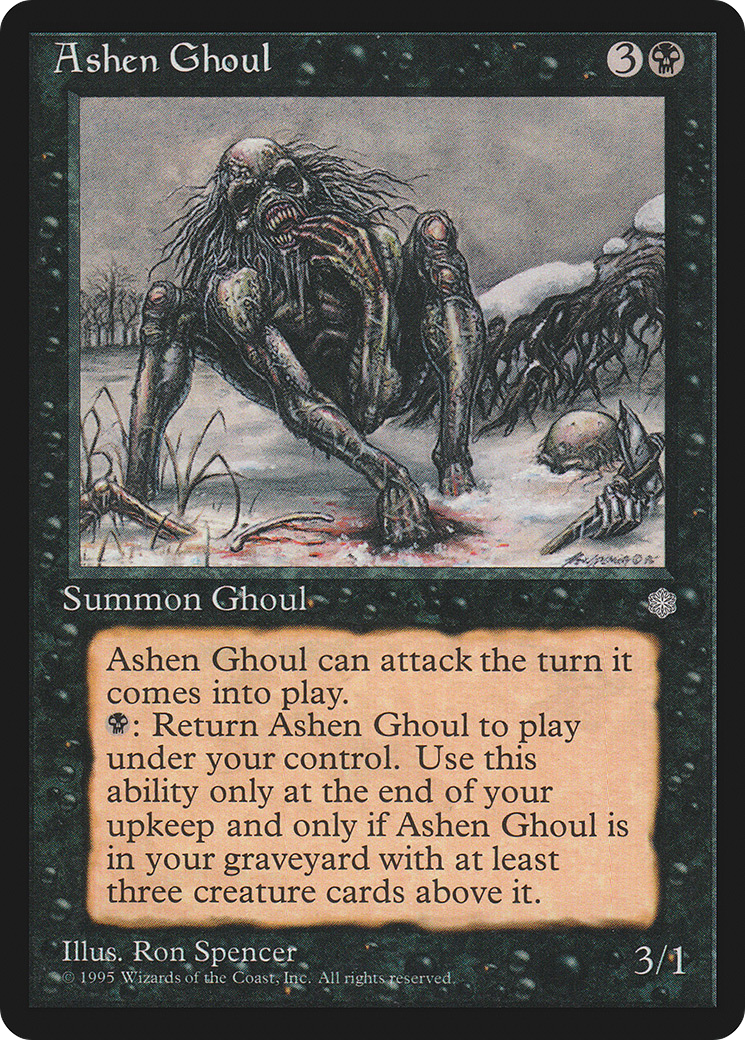 Ashen Ghoul 3
Summon Ghoul
Ashen Ghoul can attack the turn it
comes into play.
: Return Ashen Ghoul to play
under your control. Use this
ability only at the end of your
upkeep and only if Ashen Ghoul is
in your graveyard with at least
three creature cards above it.
Illus. Ron Spencer
3/1
© 1995 Wizards of the Coast, Inc. All rights reserved.